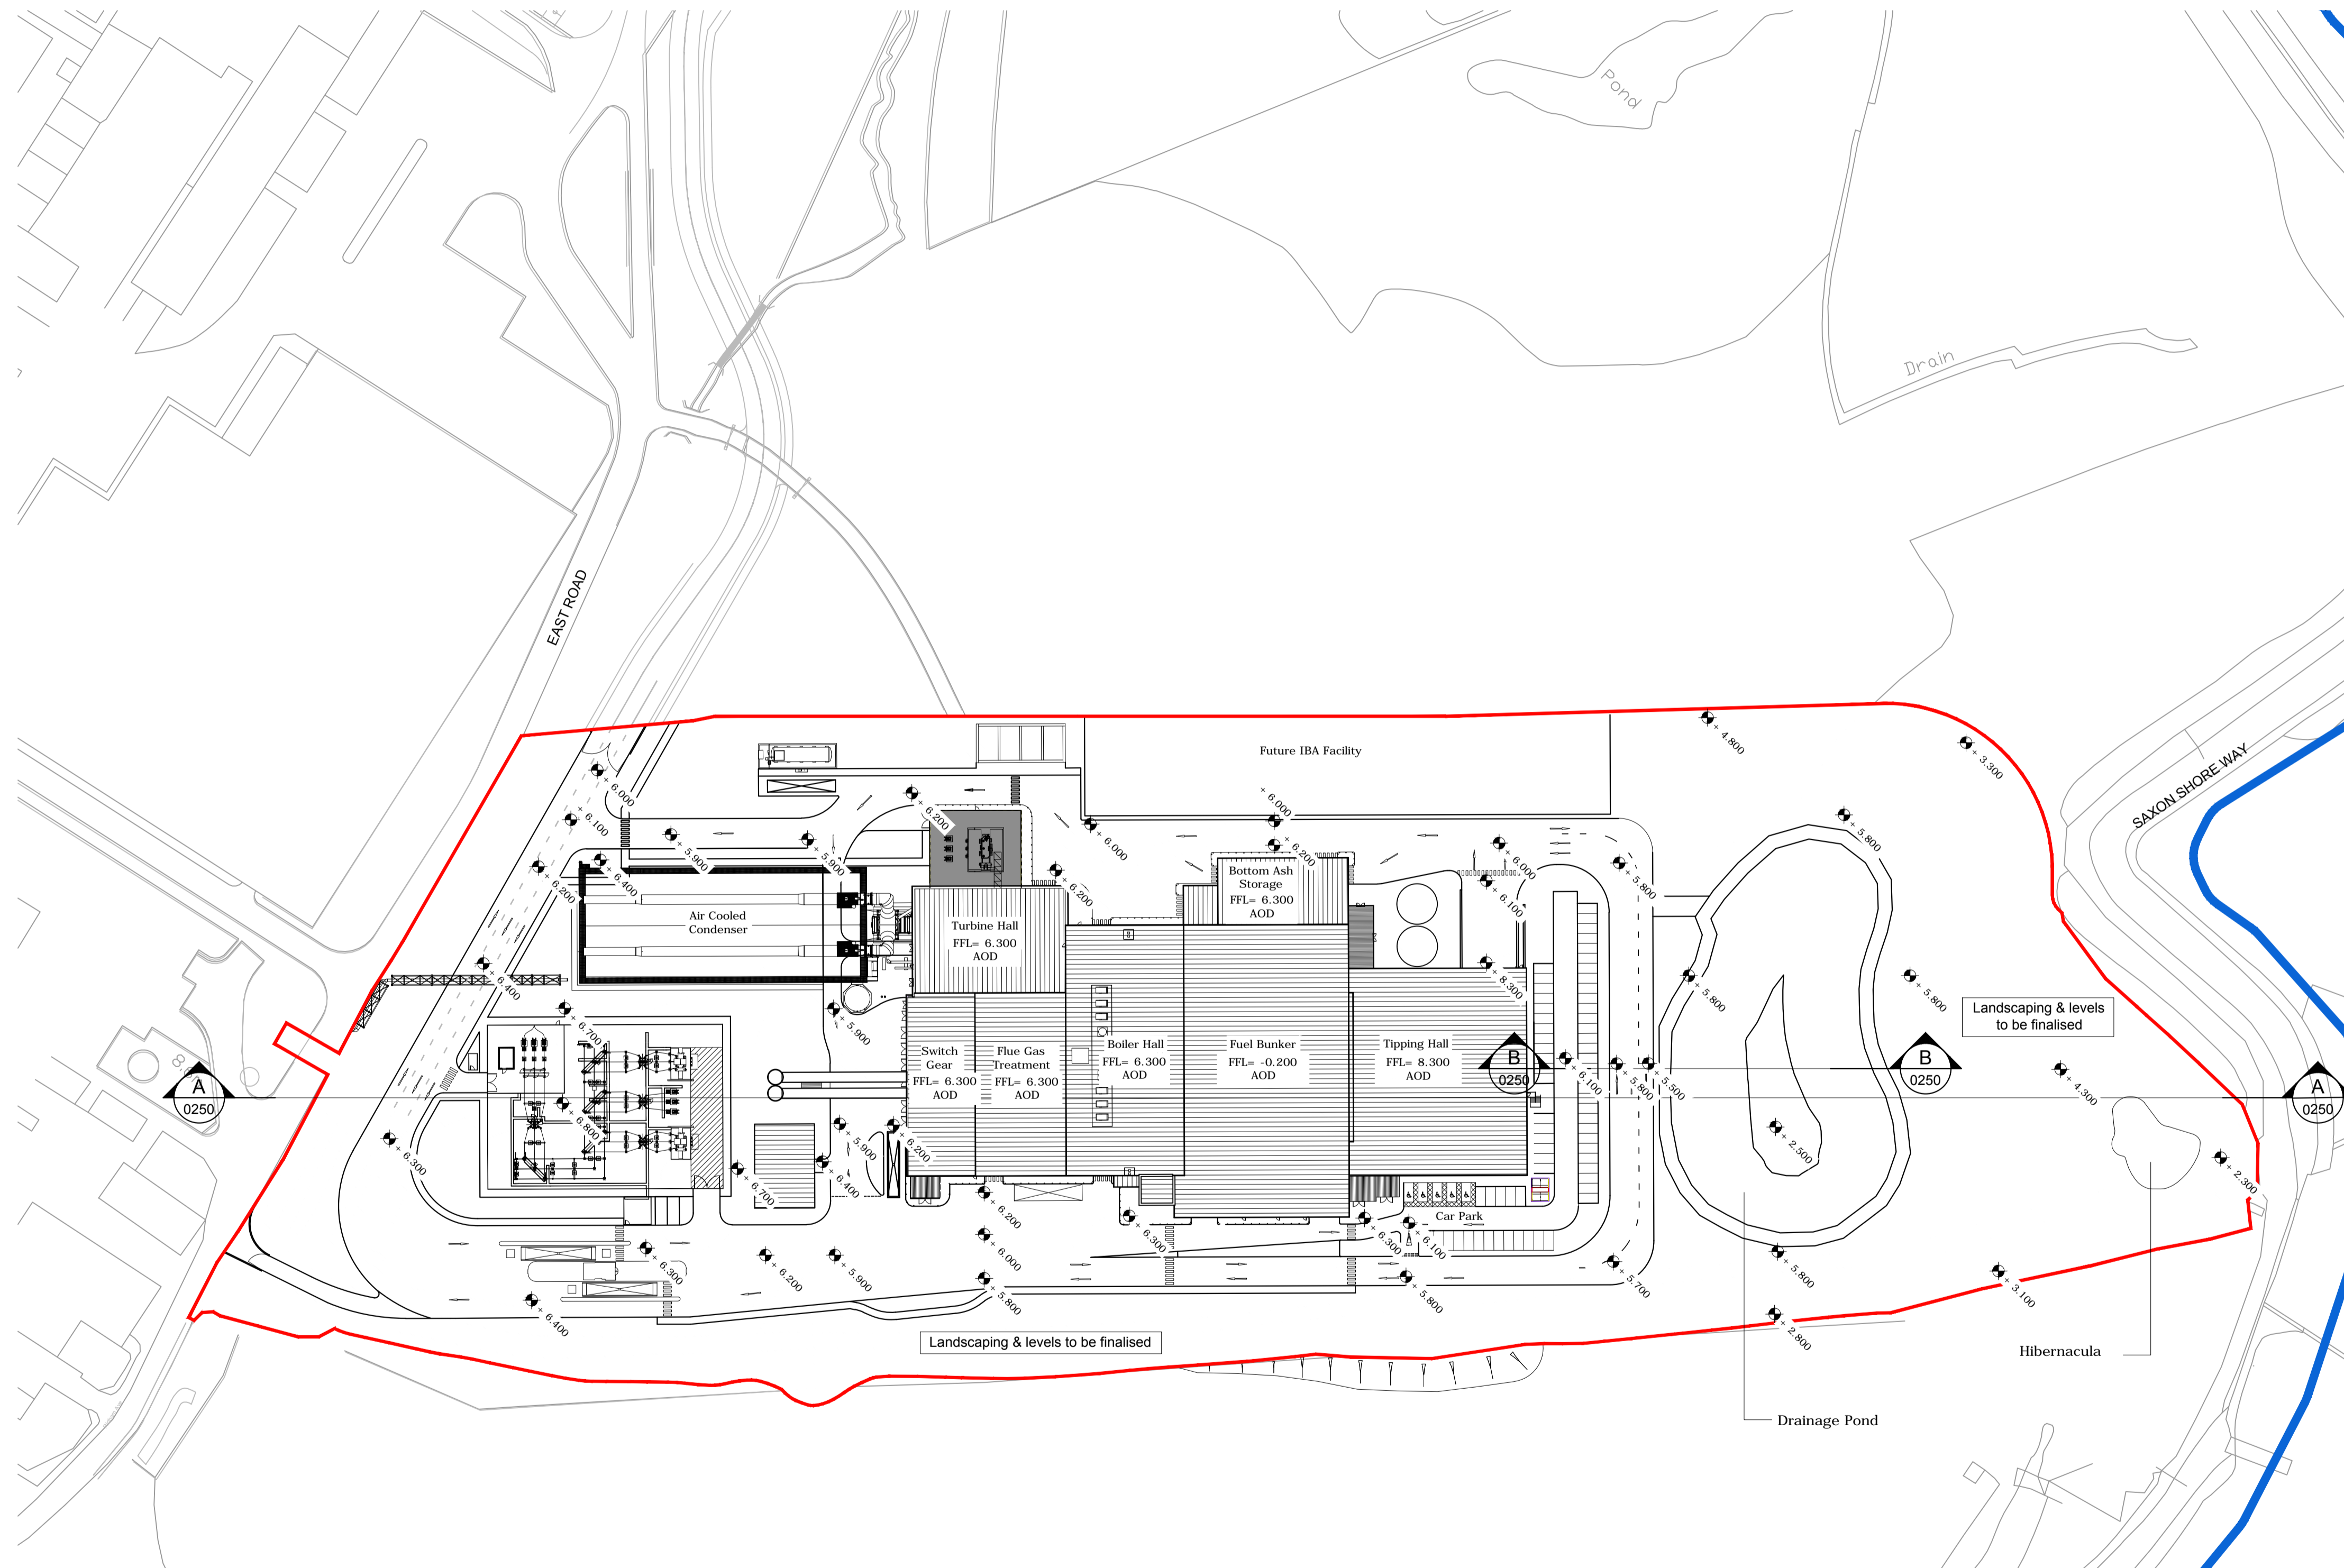 Pond
Drain
EAST ROAD
SAXON SHORE WAY
Future IBA Facility
+ 4.800
+ 3.300
+ 6.000
+ 6.100
+ 6.200
+ 6.000
+ 5.900
+ 5.900
+ 6.000
+ 6.200
+ 6.000
+ 5.800
+ 5.800
+ 6.200
+ 6.400
+ 6.200
+ 6.100
Bottom Ash
Storage
FFL= 6.300
AOD
Air Cooled
Condenser
Turbine Hall
FFL= 6.300
AOD
+ 6.400
+ 8.300
+ 5.800
+ 5.800
+ 6.700
+ 5.900
Landscaping & levels
to be finalised
Switch
Gear
FFL= 6.300
AOD
Flue Gas
Treatment
FFL= 6.300
AOD
Boiler Hall
FFL= 6.300
AOD
Fuel Bunker
FFL= -0.200
AOD
Tipping Hall
FFL= 8.300
AOD
B
0250
+ 6.100
+ 5.800
+ 5.500
B
0250
+ 4.300
A
0250
A
0250
+ 6.800
+ 6.300
+ 5.900
+ 6.200
+ 2.500
+ 2.300
+ 6.700
+ 6.400
+ 6.200
+ 6.300
+ 6.300
+ 6.100
Car Park
+ 6.300
+ 6.200
+ 5.900
+ 6.000
+ 5.700
+ 5.800
+ 6.400
+ 5.800
+ 5.800
+ 3.100
+ 2.800
Landscaping & levels to be finalised
Hibernacula
Drainage Pond